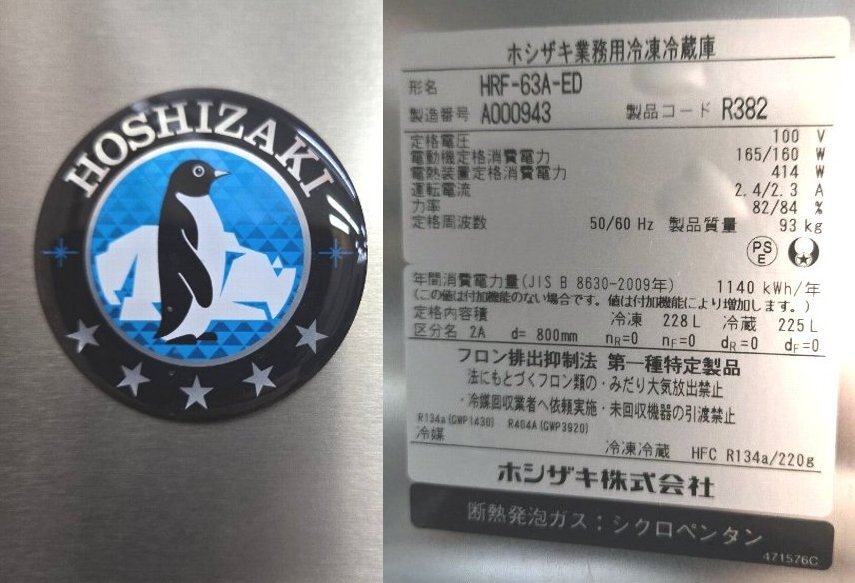 HOSHIZAKI
ホシザキ業務用冷凍冷蔵庫
形名 HRF-63A-ED
製造番号 A000943 製品コード R382
定格電圧 100 V
電動機定格消費電力 165/160 W
電熱装置定格消費電力 414 W
運転電流 2.4/2.3 A
力率 82/84 %
定格周波数 50/60 Hz 製品質量 93 kg
PS
E
年間消費電力量(JIS B 8630-2009年) 1140 kWh/年
(この値は付加機能のない場合です。値は付加機能により増加します。)
定格内容積 冷凍 228 L 冷蔵 225 L
区分名 2A d= 800mm nR=0 nF=0 dR=0 dF=0
フロン排出抑制法 第一種特定製品
法にもとづくフロン類の・みだり大気放出禁止
・冷媒回収業者へ依頼実施・未回収機器の引渡禁止
R134a(GWP1430) R404A(GWP3920)
冷媒 冷凍冷蔵 HFC R134a/220g
ホシザキ株式会社
断熱発泡ガス:シクロペンタン
471576C